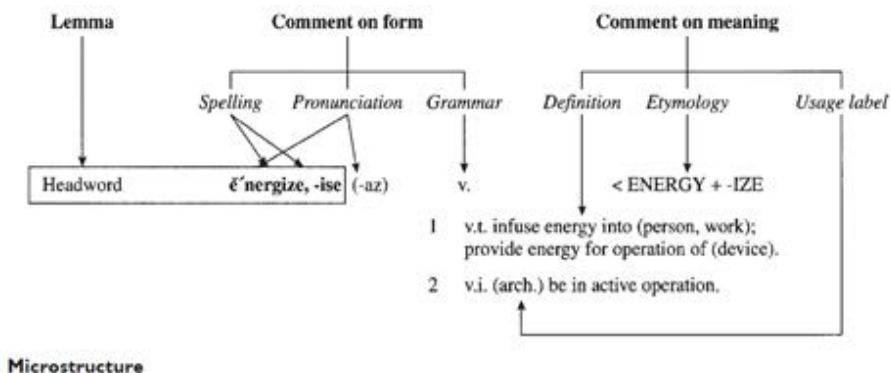 Lemma Comment on form Comment on meaning
Spelling Pronunciation Grammar Definition Etymology Usage label
Headword ĕ´nergize, -ise (-az) v. < ENERGY + -IZE
1 v.t. infuse energy into (person, work);
provide energy for operation of (device).
2 v.i. (arch.) be in active operation.
Microstructure